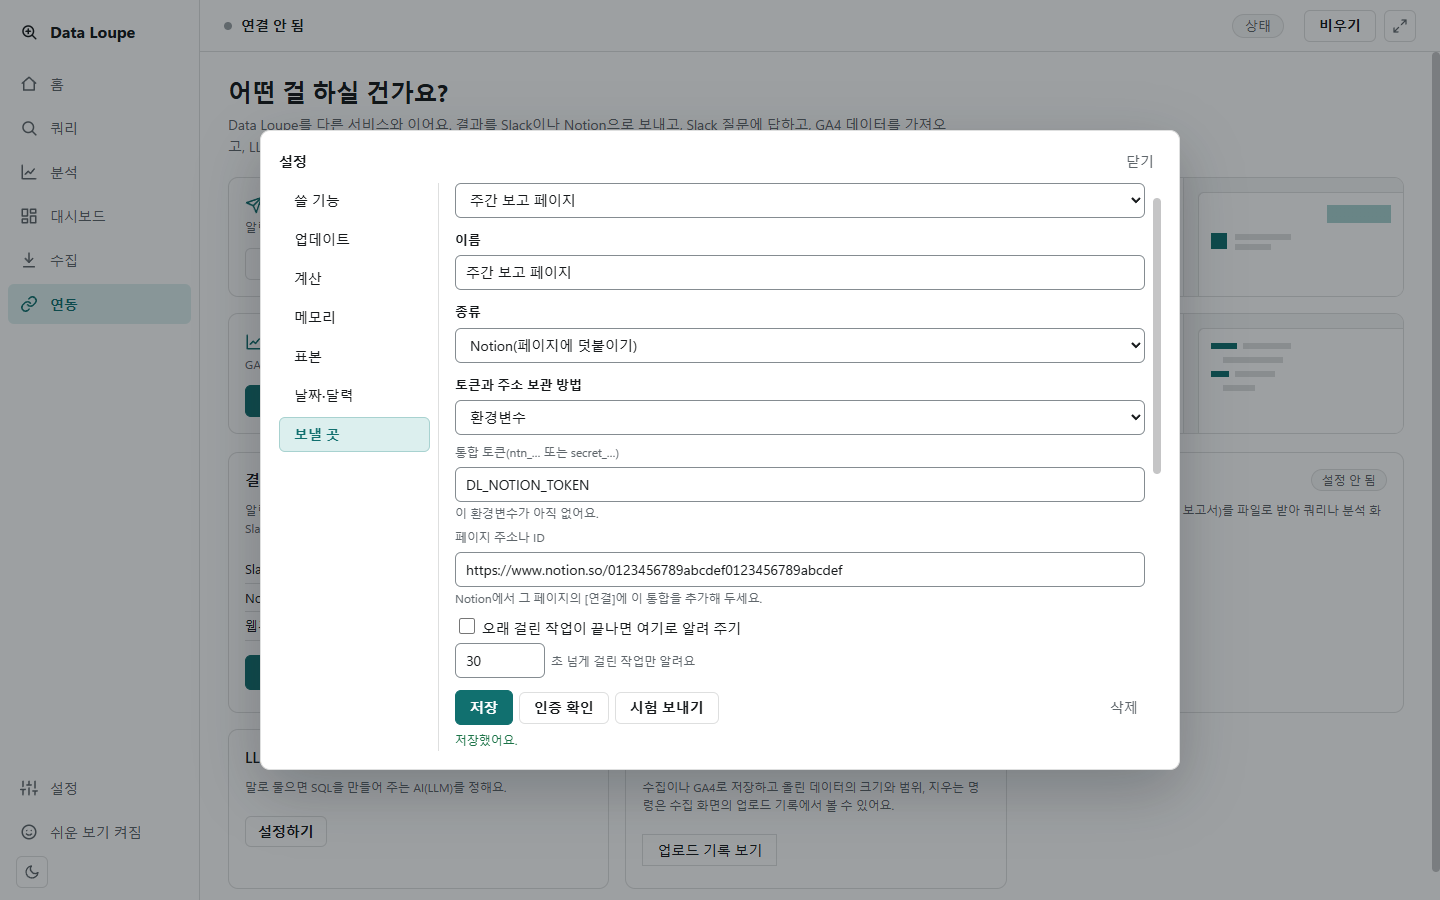 Data Loupe
홈
쿼리
분석
대시보드
수집
연동
설정
쉬운 보기 켜짐
연결 안 됨
상태
비우기
어떤 걸 하실 건가요?
Data Loupe를 다른 서비스와 이어요. 결과를 Slack이나 Notion으로 보내고, Slack 질문에 답하고, GA4 데이터를 가져오
고, LL
알
GA
결
알
Sla
Sla
No
웹
설정 안 됨
보고서)를 파일로 받아 쿼리나 분석 화
설정
닫기
쓸 기능
업데이트
계산
메모리
표본
날짜·달력
보낼 곳
주간 보고 페이지
이름
주간 보고 페이지
종류
Notion(페이지에 덧붙이기)
토큰과 주소 보관 방법
환경변수
통합 토큰(ntn_... 또는 secret_...)
DL_NOTION_TOKEN
이 환경변수가 아직 없어요.
페이지 주소나 ID
https://www.notion.so/0123456789abcdef0123456789abcdef
Notion에서 그 페이지의 [연결]에 이 통합을 추가해 두세요.
오래 걸린 작업이 끝나면 여기로 알려 주기
30
초 넘게 걸린 작업만 알려요
저장
인증 확인
시험 보내기
삭제
저장했어요.
LL
말로 물으면 SQL을 만들어 주는 AI(LLM)를 정해요.
설정하기
수집이나 GA4로 저장하고 올린 데이터의 크기와 범위, 지우는 명
령은 수집 화면의 업로드 기록에서 볼 수 있어요.
업로드 기록 보기